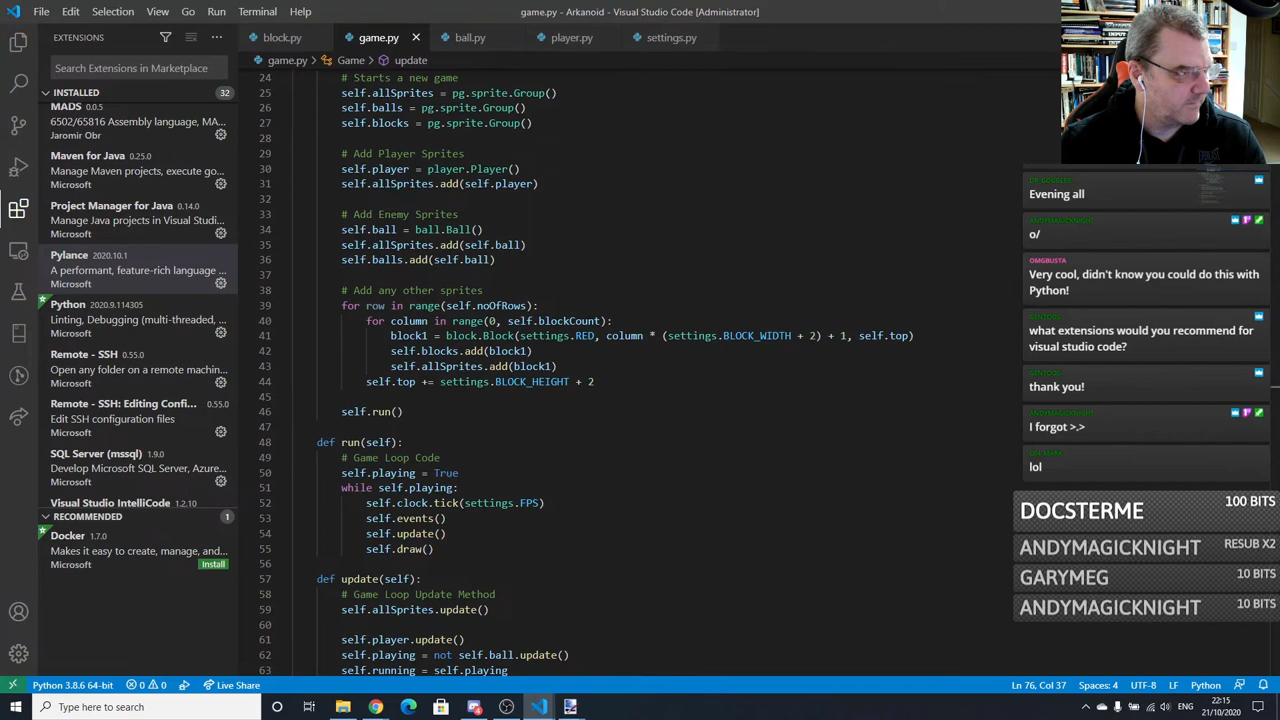 File Edit Selection View Go Run Terminal Help
game.py - Arkanoid - Visual Studio Code [Administrator]
EXTENSIONS
Search Extensions in Marketplace
INSTALLED 32
MADS 0.0.5
6502/65816 Assembly language, MA...
Jaromir Obr
Maven for Java 0.25.0
Manage Maven projects, execute go...
Microsoft
Project Manager for Java 0.14.0
Manage Java projects in Visual Studi...
Microsoft
Pylance 2020.10.1
A performant, feature-rich language ...
Microsoft
Python 2020.9.114305
Linting, Debugging (multi-threaded, ...
Microsoft
Remote - SSH 0.55.0
Open any folder on a remote machin...
Microsoft
Remote - SSH: Editing Confi... 0.55.0
Edit SSH configuration files
Microsoft
SQL Server (mssql) 1.9.0
Develop Microsoft SQL Server, Azure...
Microsoft
Visual Studio IntelliCode 1.2.10
RECOMMENDED 1
Docker 1.7.0
Makes it easy to create, manage, and...
Microsoft Install
block.py ball.py player.py settings.py
game.py > Game > update
24 # Starts a new game
25 self.allSprites = pg.sprite.Group()
26 self.balls = pg.sprite.Group()
27 self.blocks = pg.sprite.Group()
28
29 # Add Player Sprites
30 self.player = player.Player()
31 self.allSprites.add(self.player)
32
33 # Add Enemy Sprites
34 self.ball = ball.Ball()
35 self.allSprites.add(self.ball)
36 self.balls.add(self.ball)
37
38 # Add any other sprites
39 for row in range(self.noOfRows):
40 for column in range(0, self.blockCount):
41 block1 = block.Block(settings.RED, column * (settings.BLOCK_WIDTH + 2) + 1, self.top)
42 self.blocks.add(block1)
43 self.allSprites.add(block1)
44 self.top += settings.BLOCK_HEIGHT + 2
45
46 self.run()
47
48 def run(self):
49 # Game Loop Code
50 self.playing = True
51 while self.playing:
52 self.clock.tick(settings.FPS)
53 self.events()
54 self.update()
55 self.draw()
56
57 def update(self):
58 # Game Loop Update Method
59 self.allSprites.update()
60
61 self.player.update()
62 self.playing = not self.ball.update()
63 self.running = self.playing
Evening all
ANDYMAGICKNIGHT
o/
OMGBUSTA
Very cool, didn't know you could do this with
Python!
what extensions would you recommend for
visual studio code?
thank you!
ANDYMAGICKNIGHT
I forgot >.>
lol
DOCSTERME 100 BITS
ANDYMAGICKNIGHT RESUB X2
GARYMEG 10 BITS
ANDYMAGICKNIGHT 10 BITS
Python 3.8.6 64-bit 0 0 Live Share Ln 76, Col 37 Spaces: 4 UTF-8 LF Python
Type here to search
ENG 22:15
21/10/2020